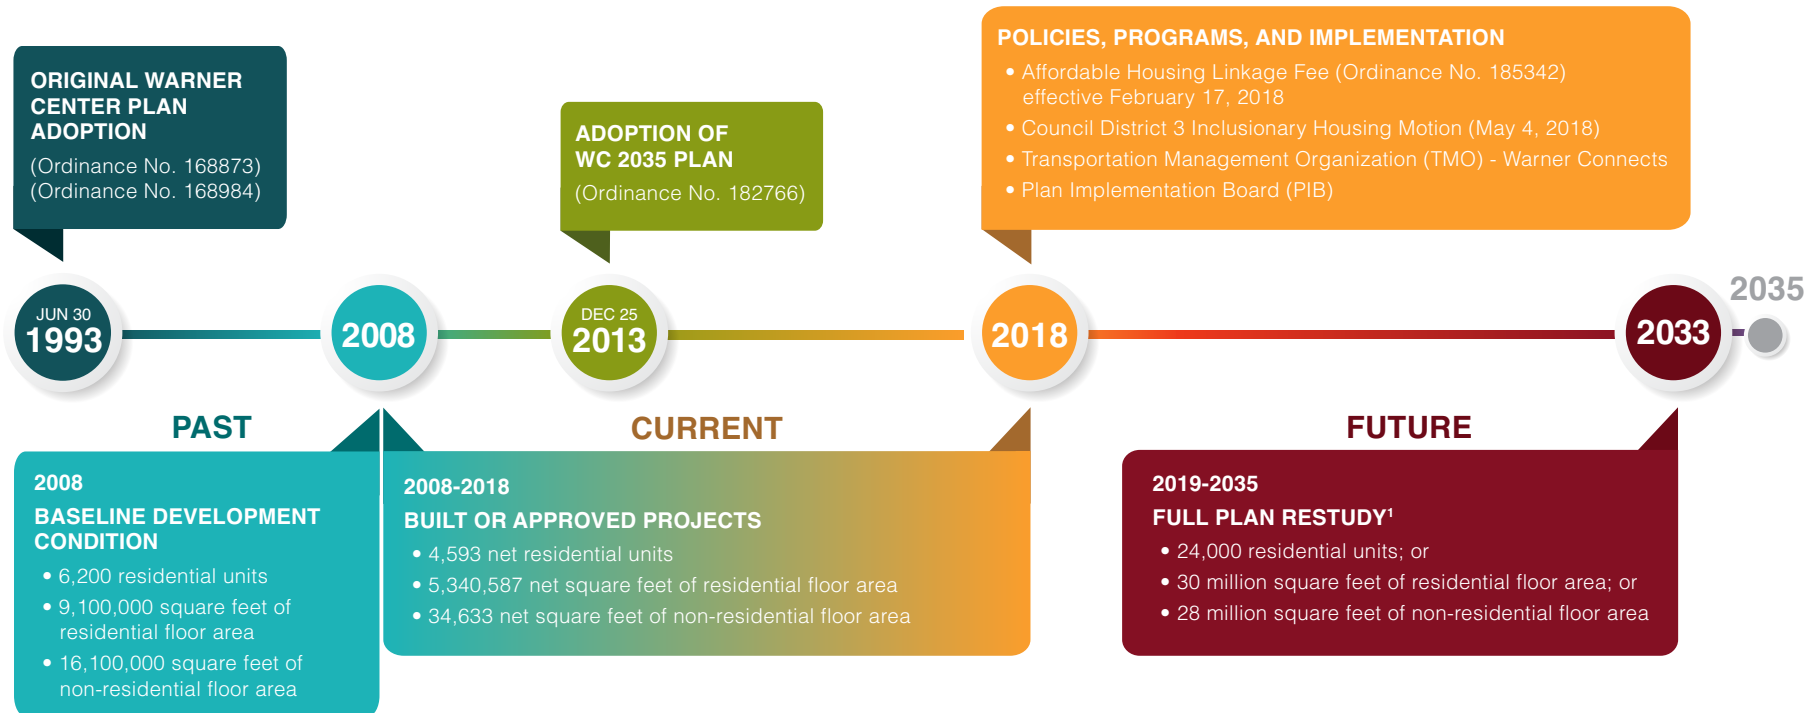 ORIGINAL WARNER
CENTER PLAN
ADOPTION
(Ordinance No. 168873)
(Ordinance No. 168984)
ADOPTION OF
WC 2035 PLAN
(Ordinance No. 182766)
POLICIES, PROGRAMS, AND IMPLEMENTATION
• Affordable Housing Linkage Fee (Ordinance No. 185342)
effective February 17, 2018
• Council District 3 Inclusionary Housing Motion (May 4, 2018)
• Transportation Management Organization (TMO) - Warner Connects
• Plan Implementation Board (PIB)
JUN 30
1993
2008
DEC 25
2013
2018
2033
2035
PAST
2008
BASELINE DEVELOPMENT
CONDITION
• 6,200 residential units
• 9,100,000 square feet of
residential floor area
• 16,100,000 square feet of
non-residential floor area
CURRENT
2008-2018
BUILT OR APPROVED PROJECTS
• 4,593 net residential units
• 5,340,587 net square feet of residential floor area
• 34,633 net square feet of non-residential floor area
FUTURE
2019-2035
FULL PLAN RESTUDY¹
• 24,000 residential units; or
• 30 million square feet of residential floor area; or
• 28 million square feet of non-residential floor area